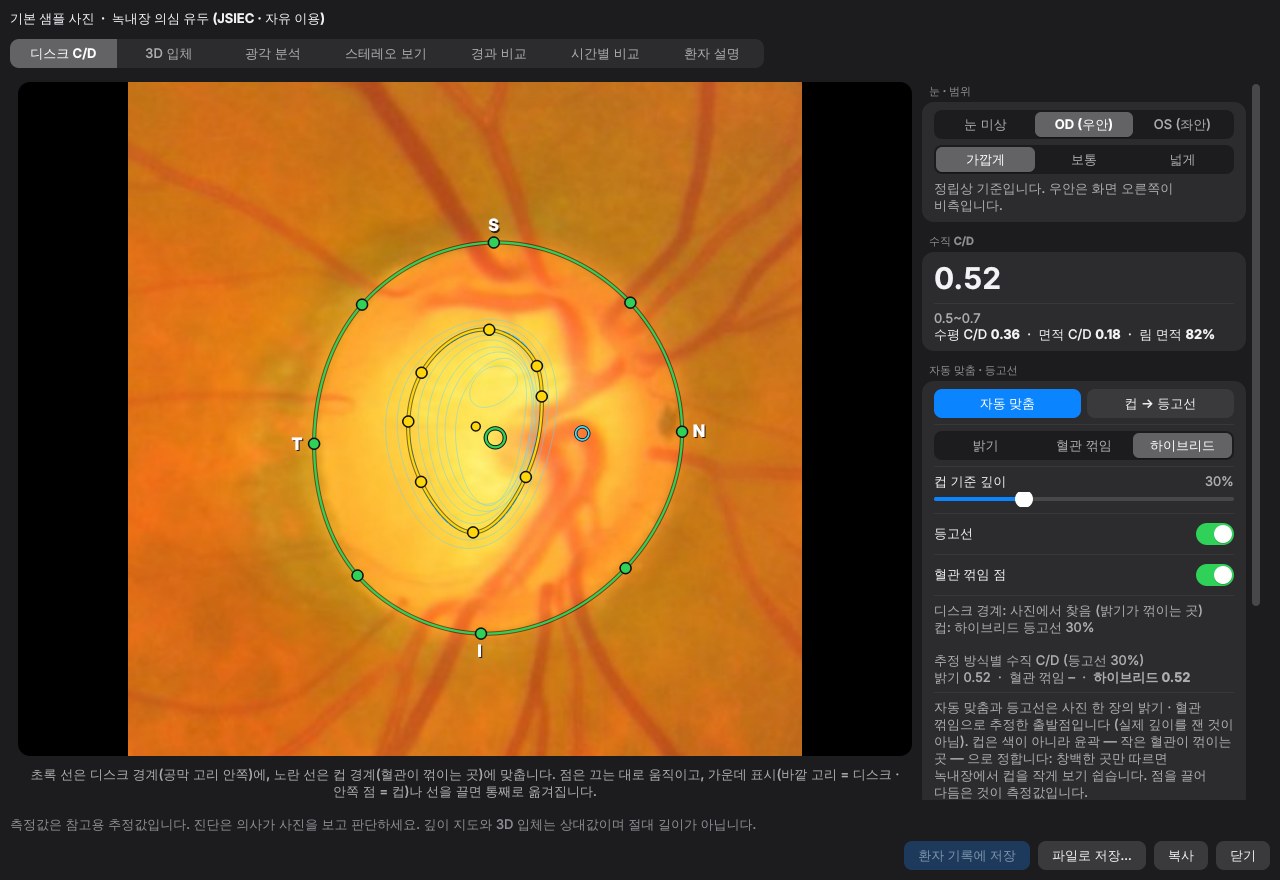 기본 샘플 사진 · 녹내장 의심 유두 (JSIEC · 자유 이용)
디스크 C/D
3D 입체
광각 분석
스테레오 보기
경과 비교
시간별 비교
환자 설명
S
T
N
I
초록 선은 디스크 경계(공막 고리 안쪽)에, 노란 선은 컵 경계(혈관이 꺾이는 곳)에 맞춥니다. 점은 끄는 대로 움직이고, 가운데 표시(바깥 고리 = 디스크 ·
안쪽 점 = 컵)나 선을 끌면 통째로 옮겨집니다.
눈 · 범위
눈 미상
OD (우안)
OS (좌안)
가깝게
보통
넓게
정립상 기준입니다. 우안은 화면 오른쪽이
비측입니다.
수직 C/D
0.52
0.5~0.7
수평 C/D 0.36 · 면적 C/D 0.18 · 림 면적 82%
자동 맞춤 · 등고선
자동 맞춤
컵 → 등고선
밝기
혈관 꺾임
하이브리드
컵 기준 깊이
30%
등고선
혈관 꺾임 점
디스크 경계: 사진에서 찾음 (밝기가 꺾이는 곳)
컵: 하이브리드 등고선 30%
추정 방식별 수직 C/D (등고선 30%)
밝기 0.52 · 혈관 꺾임 – · 하이브리드 0.52
자동 맞춤과 등고선은 사진 한 장의 밝기 · 혈관
꺾임으로 추정한 출발점입니다 (실제 깊이를 잰 것이
아님). 컵은 색이 아니라 윤곽 — 작은 혈관이 꺾이는
곳 — 으로 정합니다: 창백한 곳만 따르면
녹내장에서 컵을 작게 보기 쉽습니다. 점을 끌어
다듬은 것이 측정값입니다.
측정값은 참고용 추정값입니다. 진단은 의사가 사진을 보고 판단하세요. 깊이 지도와 3D 입체는 상대값이며 절대 길이가 아닙니다.
환자 기록에 저장
파일로 저장...
복사
닫기